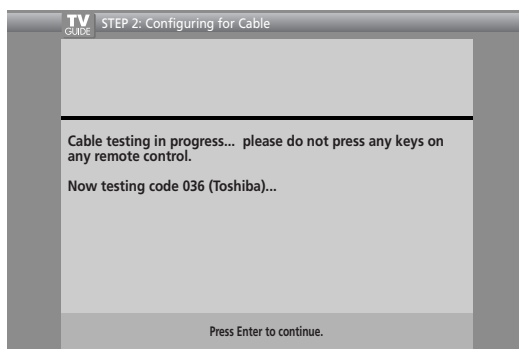 TV
GUIDE
STEP 2: Configuring for Cable
Cable testing in progress... please do not press any keys on
any remote control.
Now testing code 036 (Toshiba)...
Press Enter to continue.